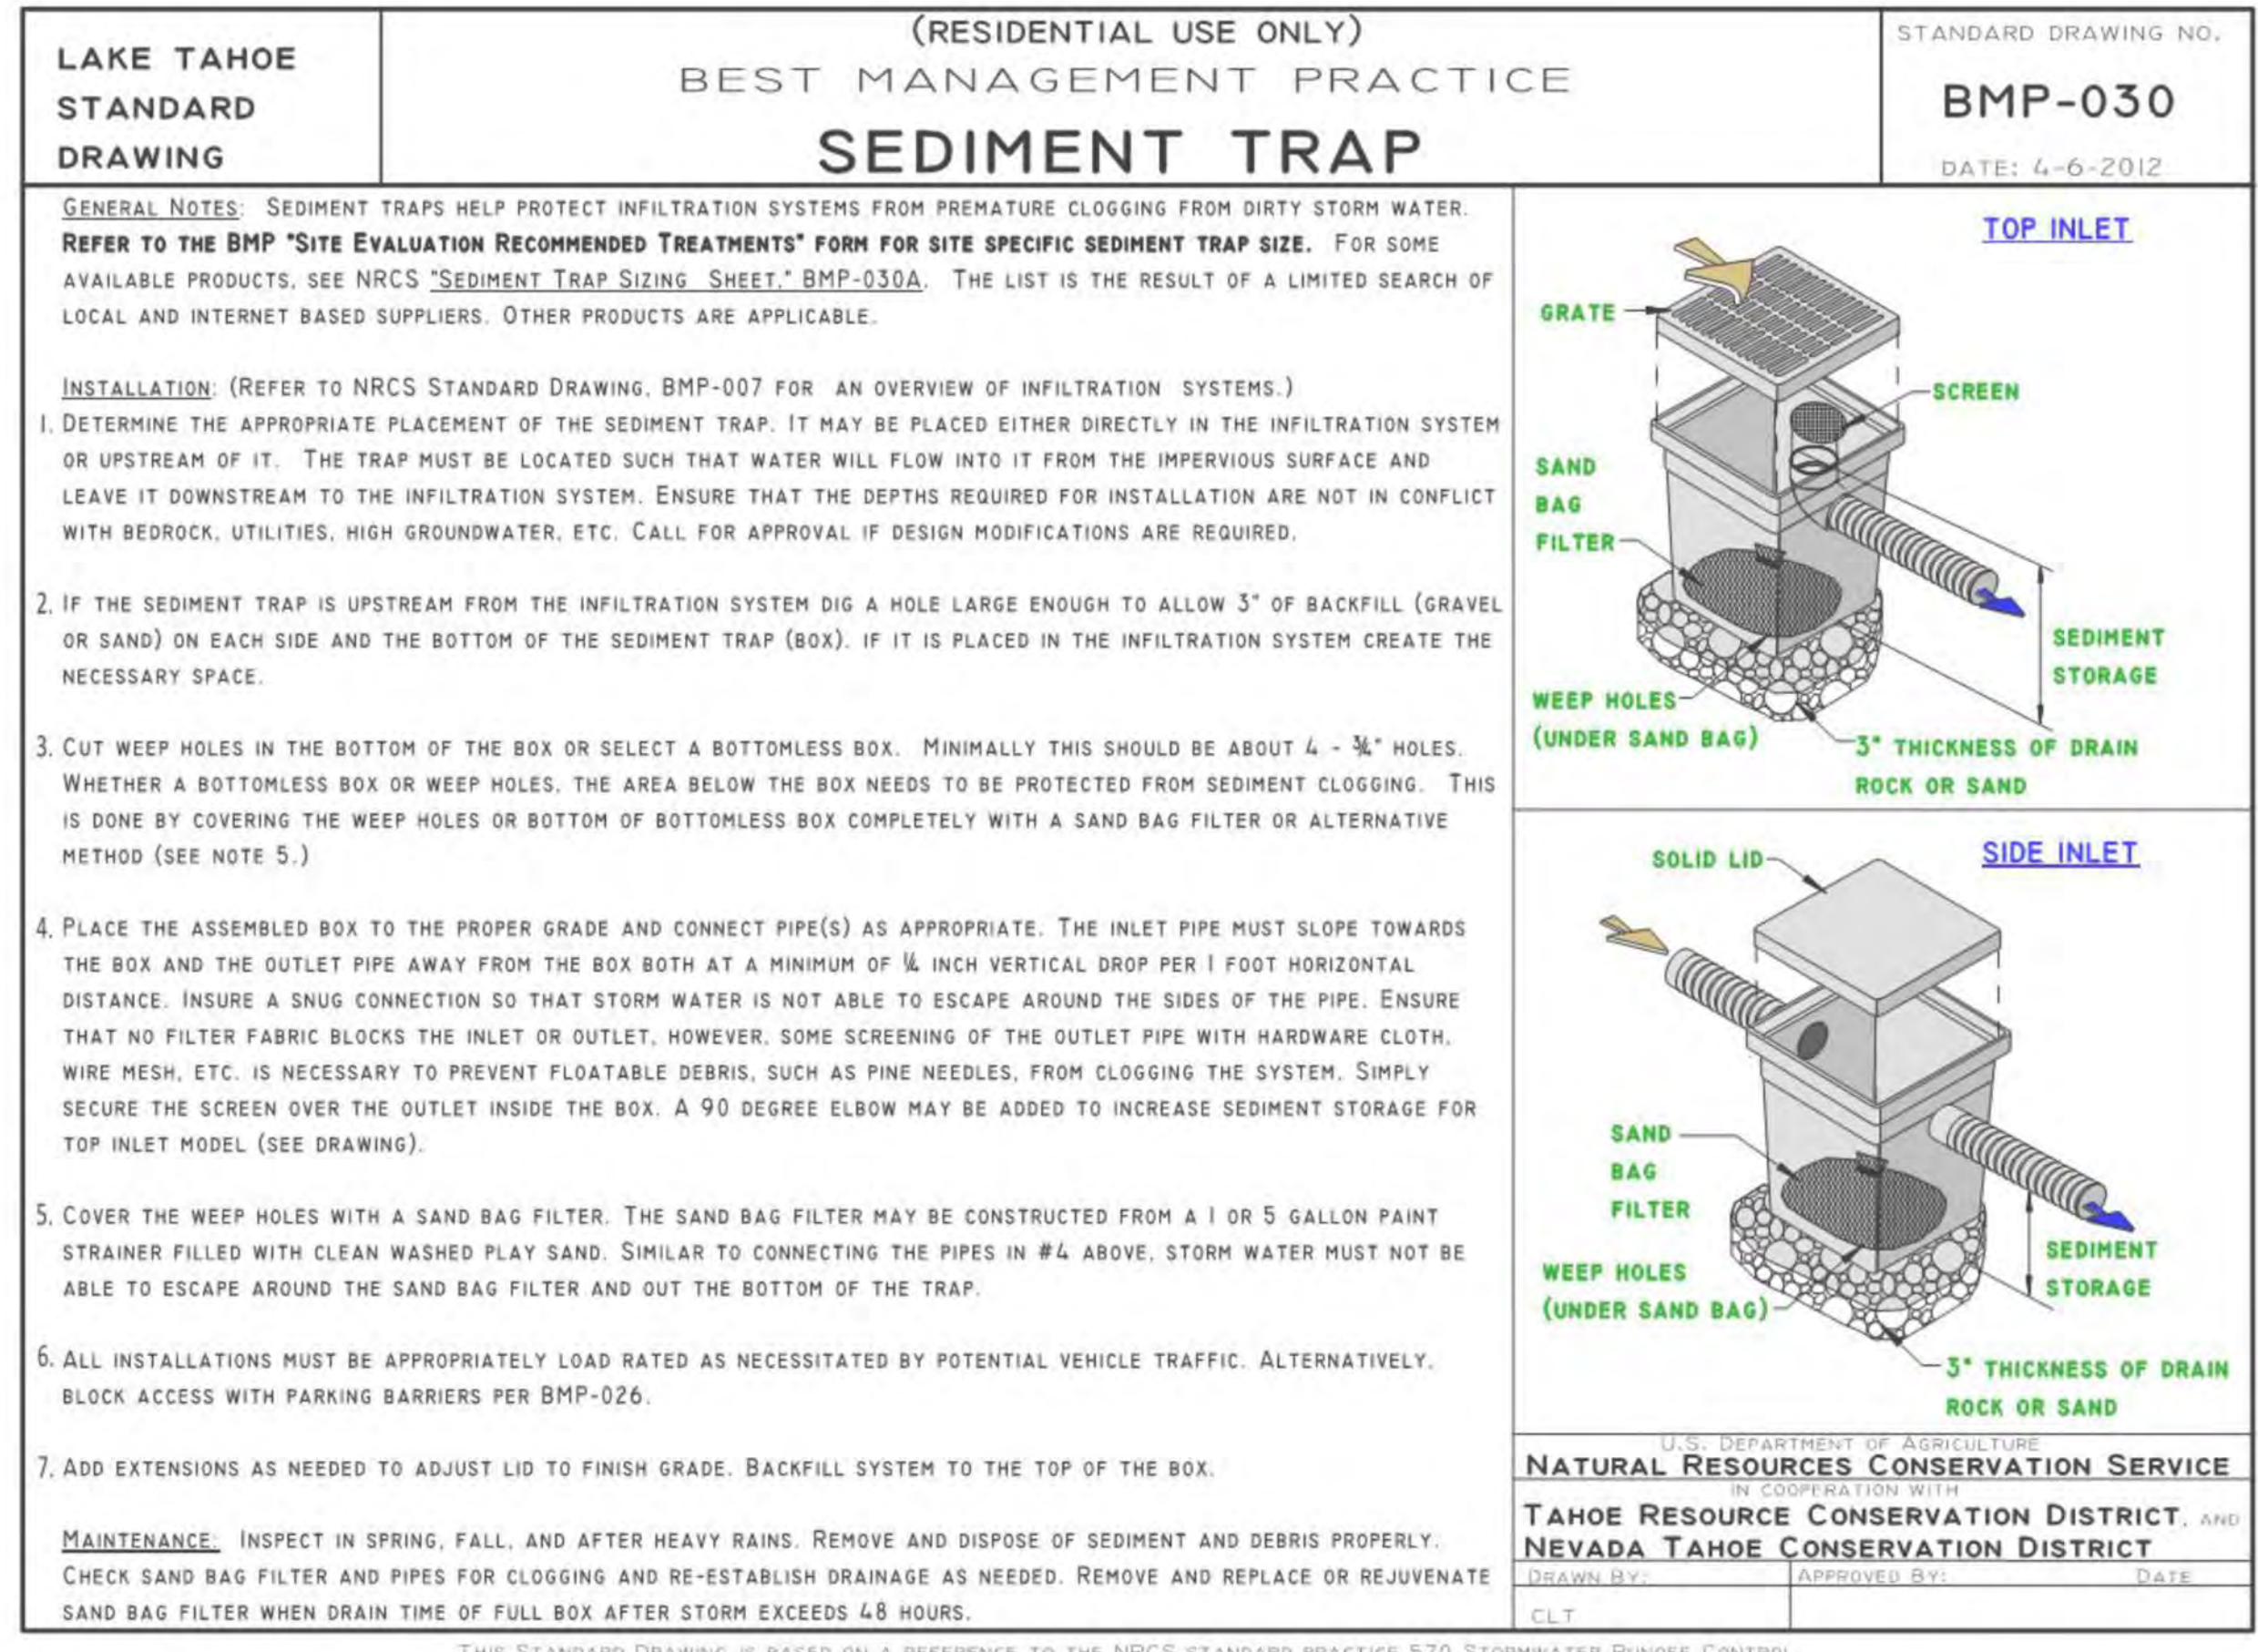 LAKE TAHOE
STANDARD
DRAWING
(RESIDENTIAL USE ONLY)
BEST MANAGEMENT PRACTICE
SEDIMENT TRAP
STANDARD DRAWING NO.
BMP-030
DATE: 4-6-2012
GENERAL NOTES: SEDIMENT TRAPS HELP PROTECT INFILTRATION SYSTEMS FROM PREMATURE CLOGGING FROM DIRTY STORM WATER.
REFER TO THE BMP "SITE EVALUATION RECOMMENDED TREATMENTS" FORM FOR SITE SPECIFIC SEDIMENT TRAP SIZE. FOR SOME
AVAILABLE PRODUCTS, SEE NRCS "SEDIMENT TRAP SIZING SHEET," BMP-030A. THE LIST IS THE RESULT OF A LIMITED SEARCH OF
LOCAL AND INTERNET BASED SUPPLIERS. OTHER PRODUCTS ARE APPLICABLE.
INSTALLATION: (REFER TO NRCS STANDARD DRAWING, BMP-007 FOR AN OVERVIEW OF INFILTRATION SYSTEMS.)
1. DETERMINE THE APPROPRIATE PLACEMENT OF THE SEDIMENT TRAP. IT MAY BE PLACED EITHER DIRECTLY IN THE INFILTRATION SYSTEM
OR UPSTREAM OF IT. THE TRAP MUST BE LOCATED SUCH THAT WATER WILL FLOW INTO IT FROM THE IMPERVIOUS SURFACE AND
LEAVE IT DOWNSTREAM TO THE INFILTRATION SYSTEM. ENSURE THAT THE DEPTHS REQUIRED FOR INSTALLATION ARE NOT IN CONFLICT
WITH BEDROCK, UTILITIES, HIGH GROUNDWATER, ETC. CALL FOR APPROVAL IF DESIGN MODIFICATIONS ARE REQUIRED.
2. IF THE SEDIMENT TRAP IS UPSTREAM FROM THE INFILTRATION SYSTEM DIG A HOLE LARGE ENOUGH TO ALLOW 3" OF BACKFILL (GRAVEL
OR SAND) ON EACH SIDE AND THE BOTTOM OF THE SEDIMENT TRAP (BOX). IF IT IS PLACED IN THE INFILTRATION SYSTEM CREATE THE
NECESSARY SPACE.
3. CUT WEEP HOLES IN THE BOTTOM OF THE BOX OR SELECT A BOTTOMLESS BOX. MINIMALLY THIS SHOULD BE ABOUT 4 - ¾" HOLES.
WHETHER A BOTTOMLESS BOX OR WEEP HOLES, THE AREA BELOW THE BOX NEEDS TO BE PROTECTED FROM SEDIMENT CLOGGING. THIS
IS DONE BY COVERING THE WEEP HOLES OR BOTTOM OF BOTTOMLESS BOX COMPLETELY WITH A SAND BAG FILTER OR ALTERNATIVE
METHOD (SEE NOTE 5.)
4. PLACE THE ASSEMBLED BOX TO THE PROPER GRADE AND CONNECT PIPE(S) AS APPROPRIATE. THE INLET PIPE MUST SLOPE TOWARDS
THE BOX AND THE OUTLET PIPE AWAY FROM THE BOX BOTH AT A MINIMUM OF ¼ INCH VERTICAL DROP PER 1 FOOT HORIZONTAL
DISTANCE. INSURE A SNUG CONNECTION SO THAT STORM WATER IS NOT ABLE TO ESCAPE AROUND THE SIDES OF THE PIPE. ENSURE
THAT NO FILTER FABRIC BLOCKS THE INLET OR OUTLET, HOWEVER, SOME SCREENING OF THE OUTLET PIPE WITH HARDWARE CLOTH,
WIRE MESH, ETC. IS NECESSARY TO PREVENT FLOATABLE DEBRIS, SUCH AS PINE NEEDLES, FROM CLOGGING THE SYSTEM. SIMPLY
SECURE THE SCREEN OVER THE OUTLET INSIDE THE BOX. A 90 DEGREE ELBOW MAY BE ADDED TO INCREASE SEDIMENT STORAGE FOR
TOP INLET MODEL (SEE DRAWING).
5. COVER THE WEEP HOLES WITH A SAND BAG FILTER. THE SAND BAG FILTER MAY BE CONSTRUCTED FROM A 1 OR 5 GALLON PAINT
STRAINER FILLED WITH CLEAN WASHED PLAY SAND. SIMILAR TO CONNECTING THE PIPES IN #4 ABOVE, STORM WATER MUST NOT BE
ABLE TO ESCAPE AROUND THE SAND BAG FILTER AND OUT THE BOTTOM OF THE TRAP.
6. ALL INSTALLATIONS MUST BE APPROPRIATELY LOAD RATED AS NECESSITATED BY POTENTIAL VEHICLE TRAFFIC. ALTERNATIVELY,
BLOCK ACCESS WITH PARKING BARRIERS PER BMP-026.
7. ADD EXTENSIONS AS NEEDED TO ADJUST LID TO FINISH GRADE. BACKFILL SYSTEM TO THE TOP OF THE BOX.
MAINTENANCE: INSPECT IN SPRING, FALL, AND AFTER HEAVY RAINS. REMOVE AND DISPOSE OF SEDIMENT AND DEBRIS PROPERLY.
CHECK SAND BAG FILTER AND PIPES FOR CLOGGING AND RE-ESTABLISH DRAINAGE AS NEEDED. REMOVE AND REPLACE OR REJUVENATE
SAND BAG FILTER WHEN DRAIN TIME OF FULL BOX AFTER STORM EXCEEDS 48 HOURS.
TOP INLET
GRATE
SCREEN
SAND
BAG
FILTER
SEDIMENT
STORAGE
WEEP HOLES
(UNDER SAND BAG)
3" THICKNESS OF DRAIN
ROCK OR SAND
SIDE INLET
SOLID LID
SAND
BAG
FILTER
SEDIMENT
STORAGE
WEEP HOLES
(UNDER SAND BAG)
3" THICKNESS OF DRAIN
ROCK OR SAND
U.S. DEPARTMENT OF AGRICULTURE
NATURAL RESOURCES CONSERVATION SERVICE
IN COOPERATION WITH
TAHOE RESOURCE CONSERVATION DISTRICT, AND
NEVADA TAHOE CONSERVATION DISTRICT
DRAWN BY: APPROVED BY: DATE
CLT
THIS STANDARD DRAWING IS BASED ON A REFERENCE TO THE NRCS STANDARD PRACTICE 570 STORMWATER RUNOFF CONTROL